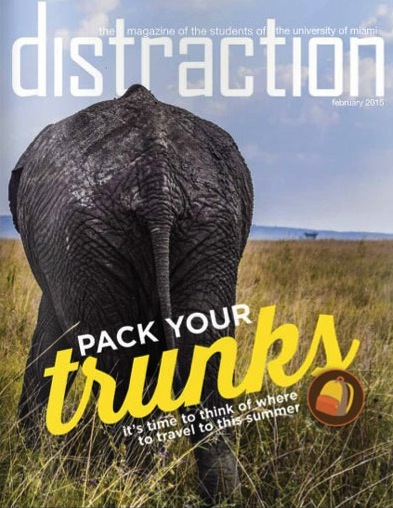 the magazine of the students of the university of miami
distraction
february 2015
PACK YOUR
trunks
it's time to think of where
to travel to this summer